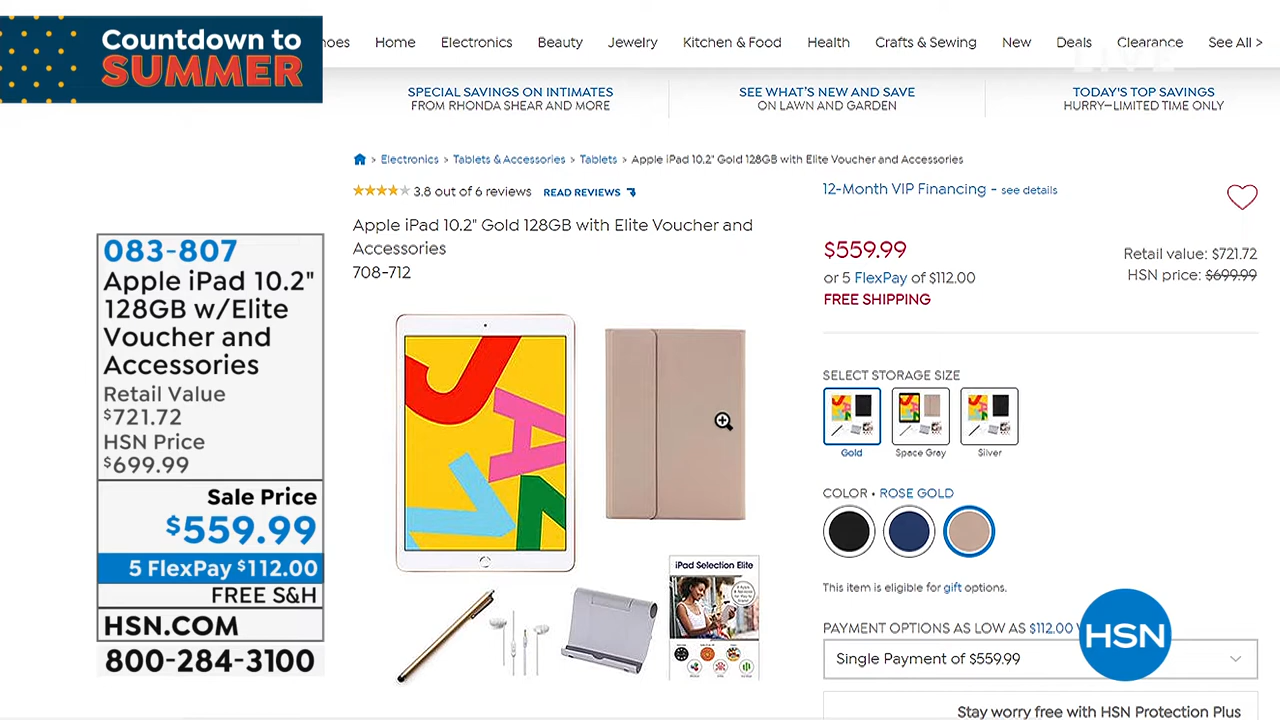 Countdown to
SUMMER
Home
Electronics
Beauty
Jewelry
Kitchen & Food
Health
Crafts & Sewing
New
Deals
Clearance
See All >
LIVE
SPECIAL SAVINGS ON INTIMATES
FROM RHONDA SHEAR AND MORE
SEE WHAT'S NEW AND SAVE
ON LAWN AND GARDEN
TODAY'S TOP SAVINGS
HURRY–LIMITED TIME ONLY
> Electronics > Tablets & Accessories > Tablets > Apple iPad 10.2" Gold 128GB with Elite Voucher and Accessories
3.8 out of 6 reviews READ REVIEWS
Apple iPad 10.2" Gold 128GB with Elite Voucher and
Accessories
708-712
083-807
Apple iPad 10.2"
128GB w/Elite
Voucher and
Accessories
Retail Value
$721.72
HSN Price
$699.99
Sale Price
$559.99
5 FlexPay $112.00
FREE S&H
HSN.COM
800-284-3100
iPad Selection Elite
12-Month VIP Financing - see details
$559.99
or 5 FlexPay of $112.00
FREE SHIPPING
Retail value: $721.72
HSN price: $699.99
SELECT STORAGE SIZE
Gold
Space Gray
Silver
COLOR • ROSE GOLD
This item is eligible for gift options.
PAYMENT OPTIONS AS LOW AS $112.00
Single Payment of $559.99
HSN
Stay worry free with HSN Protection Plus